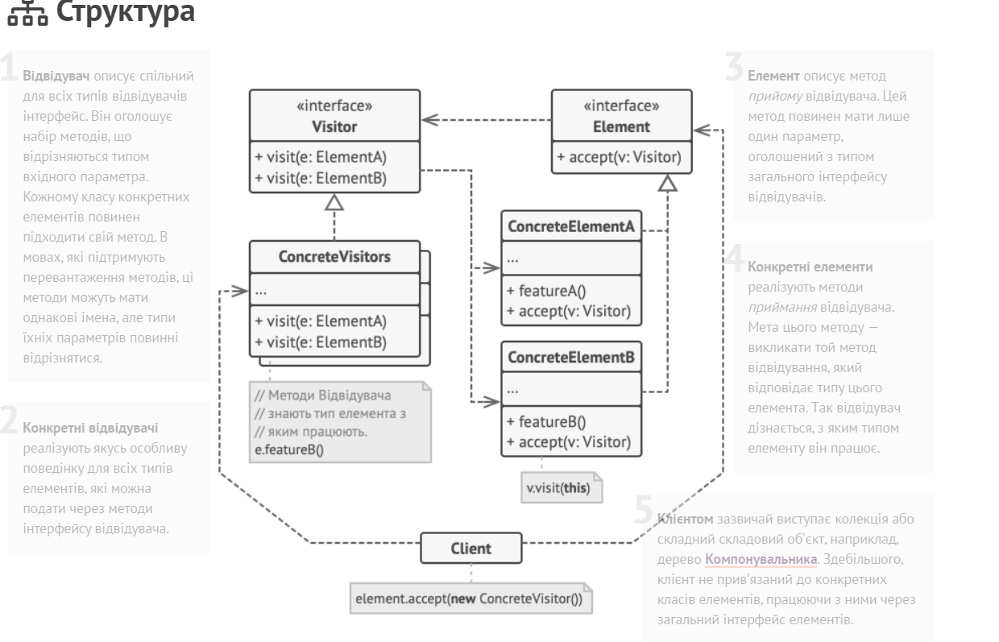 Структура
1
Відвідувач описує спільний
для всіх типів відвідувачів
інтерфейс. Він оголошує
набір методів, що
відрізняються типом
вхідного параметра.
Кожному класу конкретних
елементів повинен
підходити свій метод. В
мовах, які підтримують
перевантаження методів, ці
методи можуть мати
однакові імена, але типи
їхніх параметрів повинні
відрізнятися.
2
Конкретні відвідувачі
реалізують якусь особливу
поведінку для всіх типів
елементів, які можна
подати через методи
інтерфейсу відвідувача.
«interface»
Visitor
+ visit(e: ElementA)
+ visit(e: ElementB)
ConcreteVisitors
...
+ visit(e: ElementA)
+ visit(e: ElementB)
// Методи Відвідувача
// знають тип елемента з
// яким працюють.
e.featureB()
«interface»
Element
+ accept(v: Visitor)
ConcreteElementA
...
+ featureA()
+ accept(v: Visitor)
ConcreteElementB
...
+ featureB()
+ accept(v: Visitor)
v.visit(this)
Client
element.accept(new ConcreteVisitor())
3
Елемент описує метод
прийому відвідувача. Цей
метод повинен мати лише
один параметр,
оголошений з типом
загального інтерфейсу
відвідувачів.
4
Конкретні елементи
реалізують методи
приймання відвідувача.
Мета цього методу —
викликати той метод
відвідування, який
відповідає типу цього
елемента. Так відвідувач
дізнається, з яким типом
елементу він працює.
5
Клієнтом зазвичай виступає колекція або
складний складовий об’єкт, наприклад,
дерево Компонувальника. Здебільшого,
клієнт не прив’язаний до конкретних
класів елементів, працюючи з ними через
загальний інтерфейс елементів.